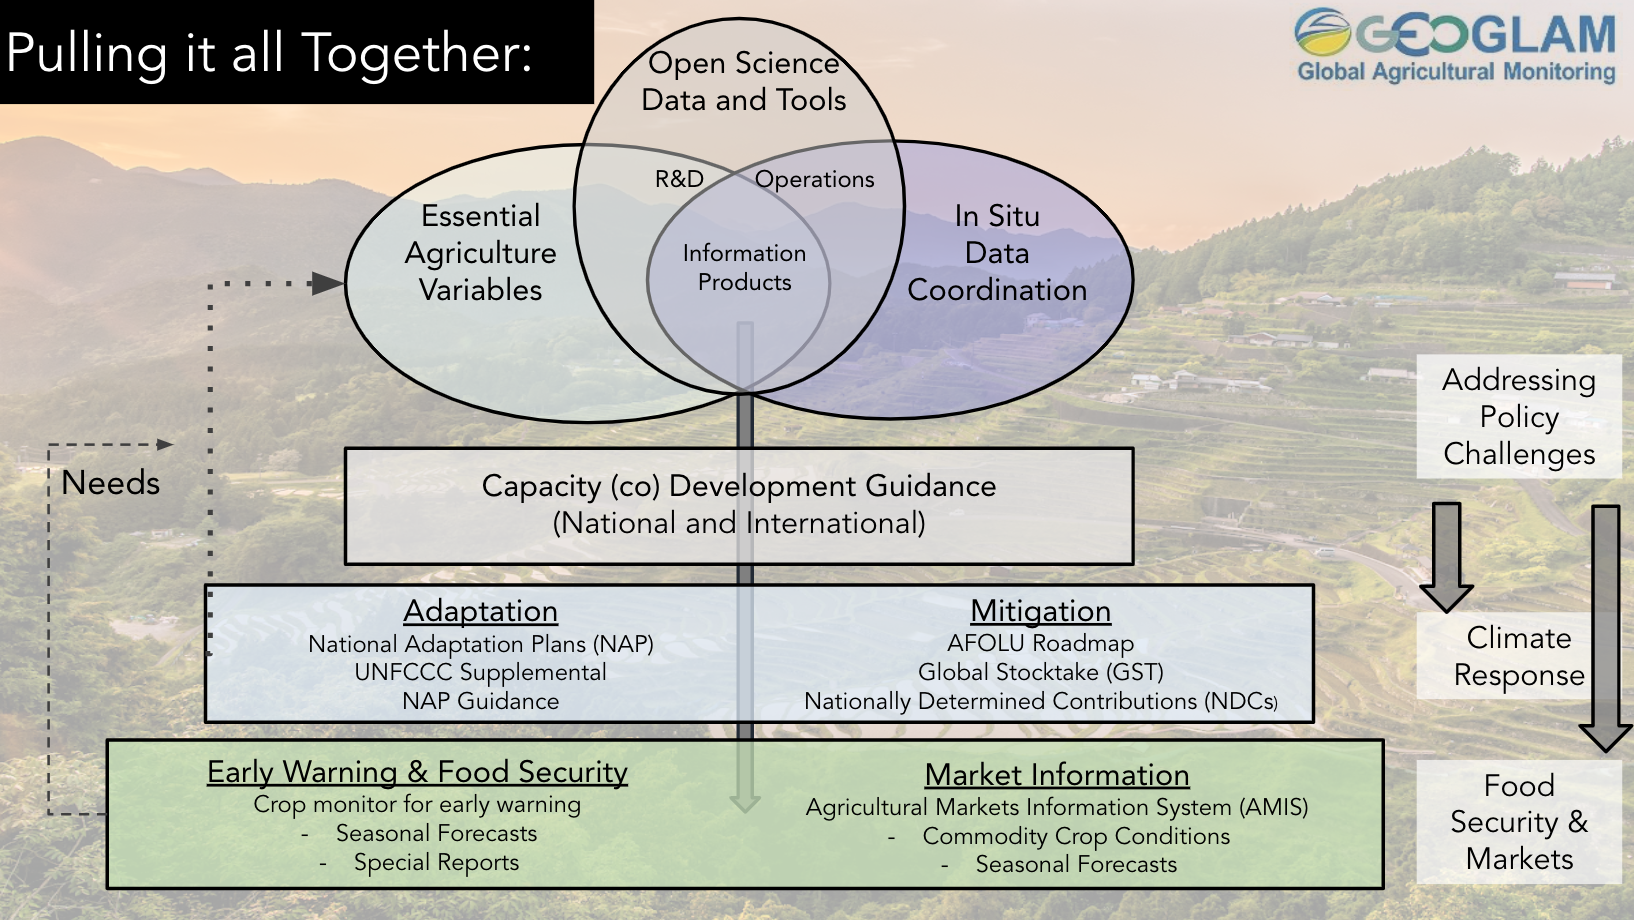 Pulling it all Together:
GEOGLAM
Global Agricultural Monitoring
Open Science
Data and Tools
R&D
Operations
Essential
Agriculture
Variables
Information
Products
In Situ
Data
Coordination
Needs
Capacity (co) Development Guidance
(National and International)
Adaptation
National Adaptation Plans (NAP)
UNFCCC Supplemental
NAP Guidance
Mitigation
AFOLU Roadmap
Global Stocktake (GST)
Nationally Determined Contributions (NDCs)
Early Warning & Food Security
Crop monitor for early warning
- Seasonal Forecasts
- Special Reports
Market Information
Agricultural Markets Information System (AMIS)
- Commodity Crop Conditions
- Seasonal Forecasts
Addressing
Policy
Challenges
Climate
Response
Food
Security &
Markets